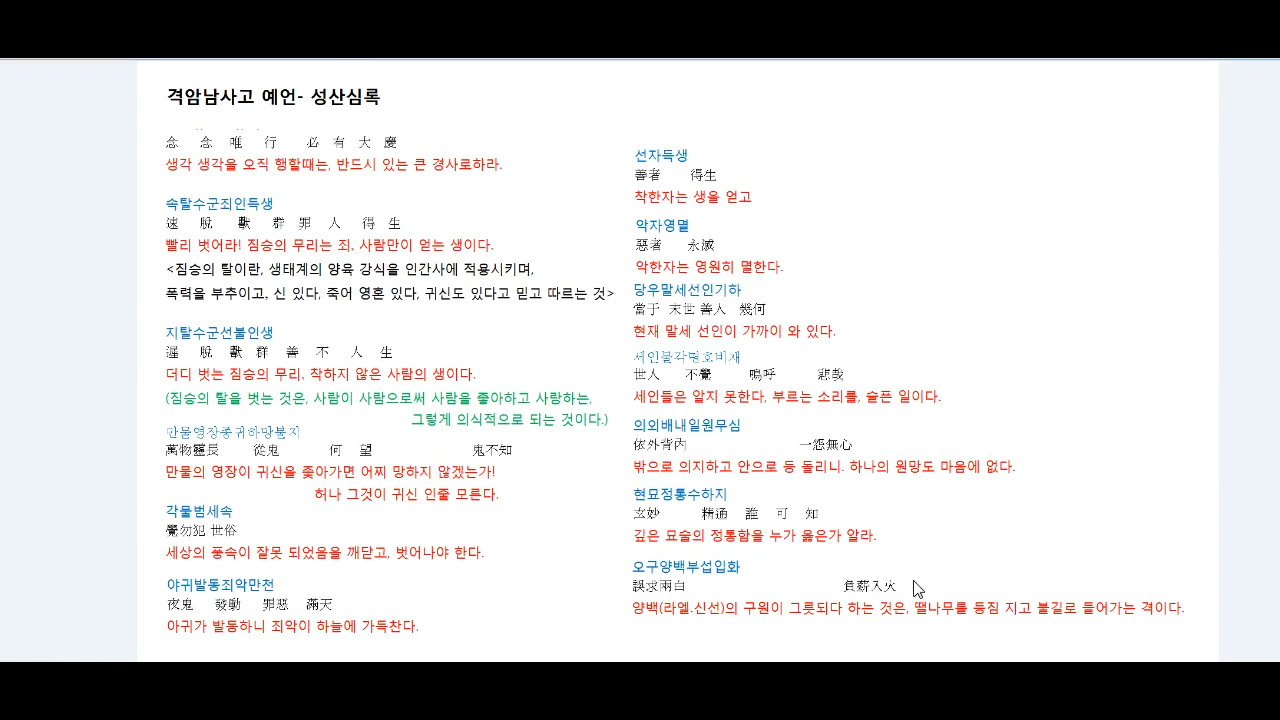 격암남사고 예언- 성산심록
念 念 唯 行 必 有 大 慶
생각 생각을 오직 행할때는, 반드시 있는 큰 경사로하라.
속탈수군죄인득생
速 脫 獸 群 罪 人 得 生
빨리 벗어라! 짐승의 무리는 죄, 사람만이 얻는 생이다.
<짐승의 탈이란, 생태계의 양육 강식을 인간사에 적용시키며,
폭력을 부추이고, 신 있다, 죽어 영혼 있다, 귀신도 있다고 믿고 따르는 것>
지탈수군선불인생
遲 脫 獸 群 善 不 人 生
더디 벗는 짐승의 무리, 착하지 않은 사람의 생이다.
(짐승의 탈을 벗는 것은, 사람이 사람으로써 사람을 좋아하고 사랑하는,
그렇게 의식적으로 되는 것이다.)
만물영장종귀하망불지
萬物靈長 從鬼 何 望 鬼不知
만물의 영장이 귀신을 좇아가면 어찌 망하지 않겠는가!
허나 그것이 귀신 인줄 모른다.
각물범세속
覺勿犯 世俗
세상의 풍속이 잘못 되었음을 깨닫고, 벗어나야 한다.
야귀발동죄악만천
夜鬼 發動 罪惡 滿天
아귀가 발동하니 죄악이 하늘에 가득찬다.
선자득생
善者 得生
착한자는 생을 얻고
악자영멸
惡者 永滅
악한자는 영원히 멸한다.
당우말세선인기하
當于 末世 善人 幾何
현재 말세 선인이 가까이 와 있다.
세인불각명호비재
世人 不覺 嗚呼 悲哉
세인들은 알지 못한다, 부르는 소리를, 슬픈 일이다.
의외배내일원무심
依外背內 一怨無心
밖으로 의지하고 안으로 등 돌리니. 하나의 원망도 마음에 없다.
현묘정통수하지
玄妙 精通 誰 可 知
깊은 묘술의 정통함을 누가 옳은가 알라.
오구양백부섭입화
誤求兩白 負薪入火
양백(라엘.신선)의 구원이 그릇되다 하는 것은, 땔나무를 등짐 지고 불길로 들어가는 격이다.